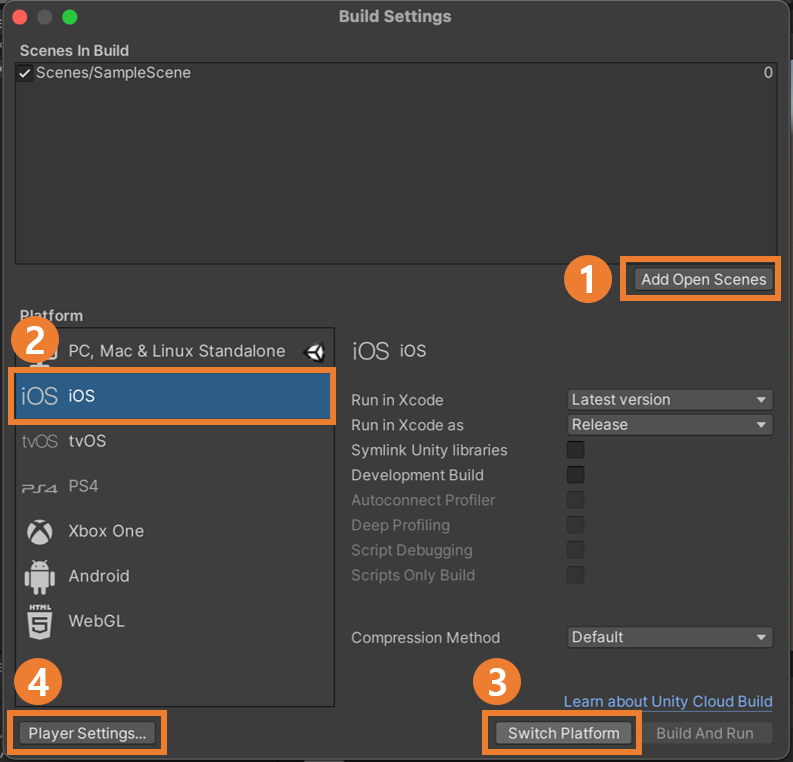 Build Settings
Scenes In Build
Scenes/SampleScene 0
1 Add Open Scenes
Platform
2
PC, Mac & Linux Standalone
iOS iOS
tvOS tvOS
PS4 PS4
Xbox One
Android
HTML 5 WebGL
iOS iOS
Run in Xcode Latest version
Run in Xcode as Release
Symlink Unity libraries
Development Build
Autoconnect Profiler
Deep Profiling
Script Debugging
Scripts Only Build
Compression Method Default
Learn about Unity Cloud Build
4
Player Settings...
3
Switch Platform Build And Run